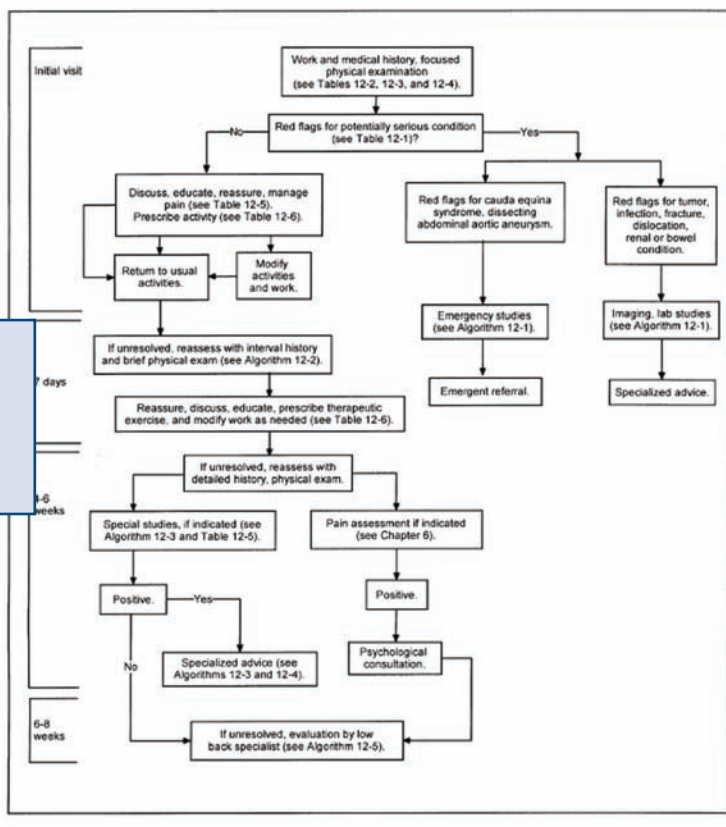 Initial visit
Work and medical history, focused
physical examination
(see Tables 12-2, 12-3, and 12-4).
Red flags for potentially serious condition
(see Table 12-1)?
No
Yes
Discuss, educate, reassure, manage
pain (see Table 12-5).
Prescribe activity (see Table 12-6).
Red flags for cauda equina
syndrome, dissecting
abdominal aortic aneurysm.
Red flags for tumor,
infection, fracture,
dislocation,
renal or bowel
condition.
Return to usual
activities.
Modify
activities
and work.
Emergency studies
(see Algorithm 12-1).
Imaging, lab studies
(see Algorithm 12-1).
If unresolved, reassess with interval history
and brief physical exam (see Algorithm 12-2).
7 days
Emergent referral.
Specialized advice.
Reassure, discuss, educate, prescribe therapeutic
exercise, and modify work as needed (see Table 12-6).
If unresolved, reassess with
detailed history, physical exam.
4-6
weeks
Special studies, if indicated (see
Algorithm 12-3 and Table 12-5).
Pain assessment if indicated
(see Chapter 6).
Positive.
Yes
Positive.
No
Specialized advice (see
Algorithms 12-3 and 12-4).
Psychological
consultation.
6-8
weeks
If unresolved, evaluation by low
back specialist (see Algorithm 12-5).